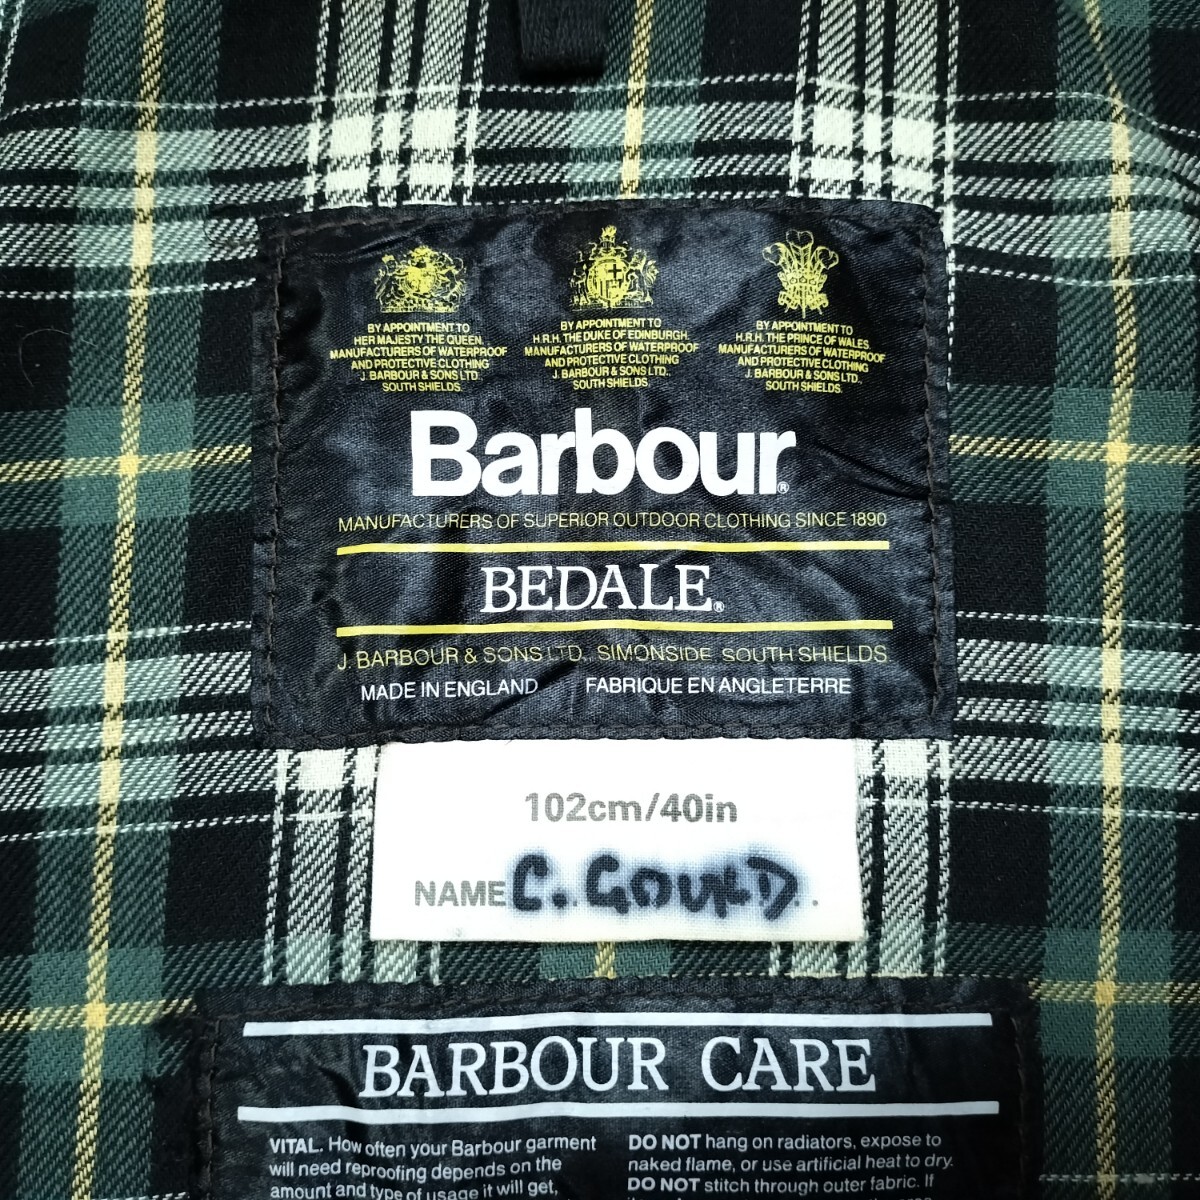 BY APPOINTMENT TO
HER MAJESTY THE QUEEN
MANUFACTURERS OF WATERPROOF
AND PROTECTIVE CLOTHING
J. BARBOUR & SONS LTD.
SOUTH SHIELDS.
BY APPOINTMENT TO
H.R.H. THE DUKE OF EDINBURGH
MANUFACTURERS OF WATERPROOF
AND PROTECTIVE CLOTHING
J. BARBOUR & SONS LTD.,
SOUTH SHIELDS.
BY APPOINTMENT TO
H.R.H. THE PRINCE OF WALES
MANUFACTURERS OF WATERPROOF
AND PROTECTIVE CLOTHING
J. BARBOUR & SONS LTD.,
SOUTH SHIELDS.
Barbour®
MANUFACTURERS OF SUPERIOR OUTDOOR CLOTHING SINCE 1890
BEDALE®
J. BARBOUR & SONS LTD. SIMONSIDE SOUTH SHIELDS
MADE IN ENGLAND FABRIQUE EN ANGLETERRE
102cm/40in
NAME C. GOULD
BARBOUR CARE
VITAL. How often your Barbour garment
will need reproofing depends on the
amount and type of usage it will get,
DO NOT hang on radiators, expose to
naked flame, or use artificial heat to dry.
DO NOT stitch through outer fabric. If